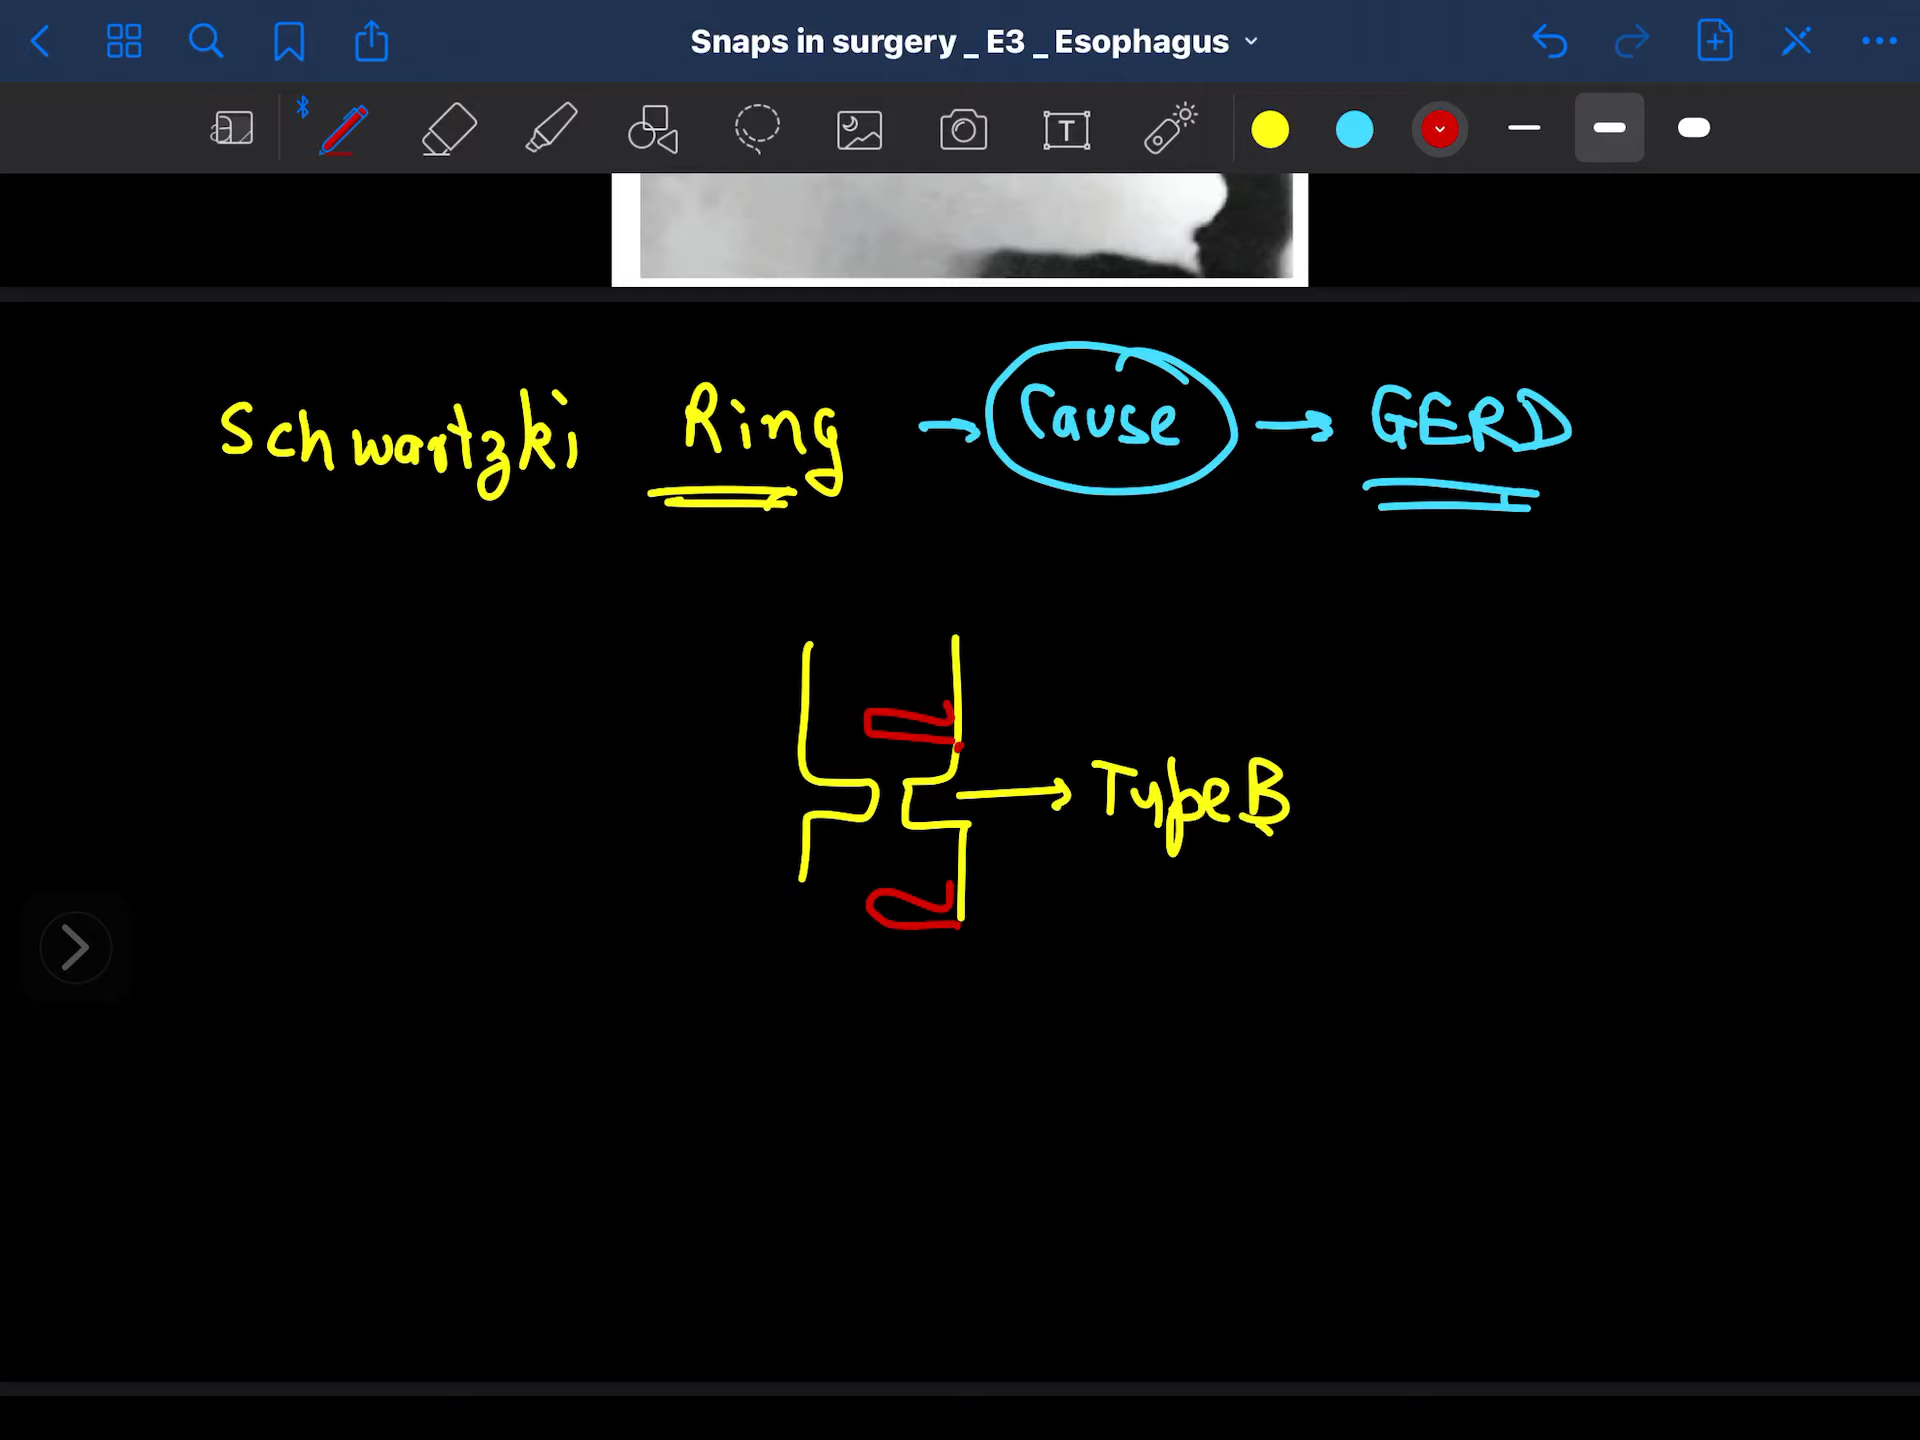 Snaps in surgery _ E3 _ Esophagus
Schwartzki Ring → Cause → GERD
→ Type B